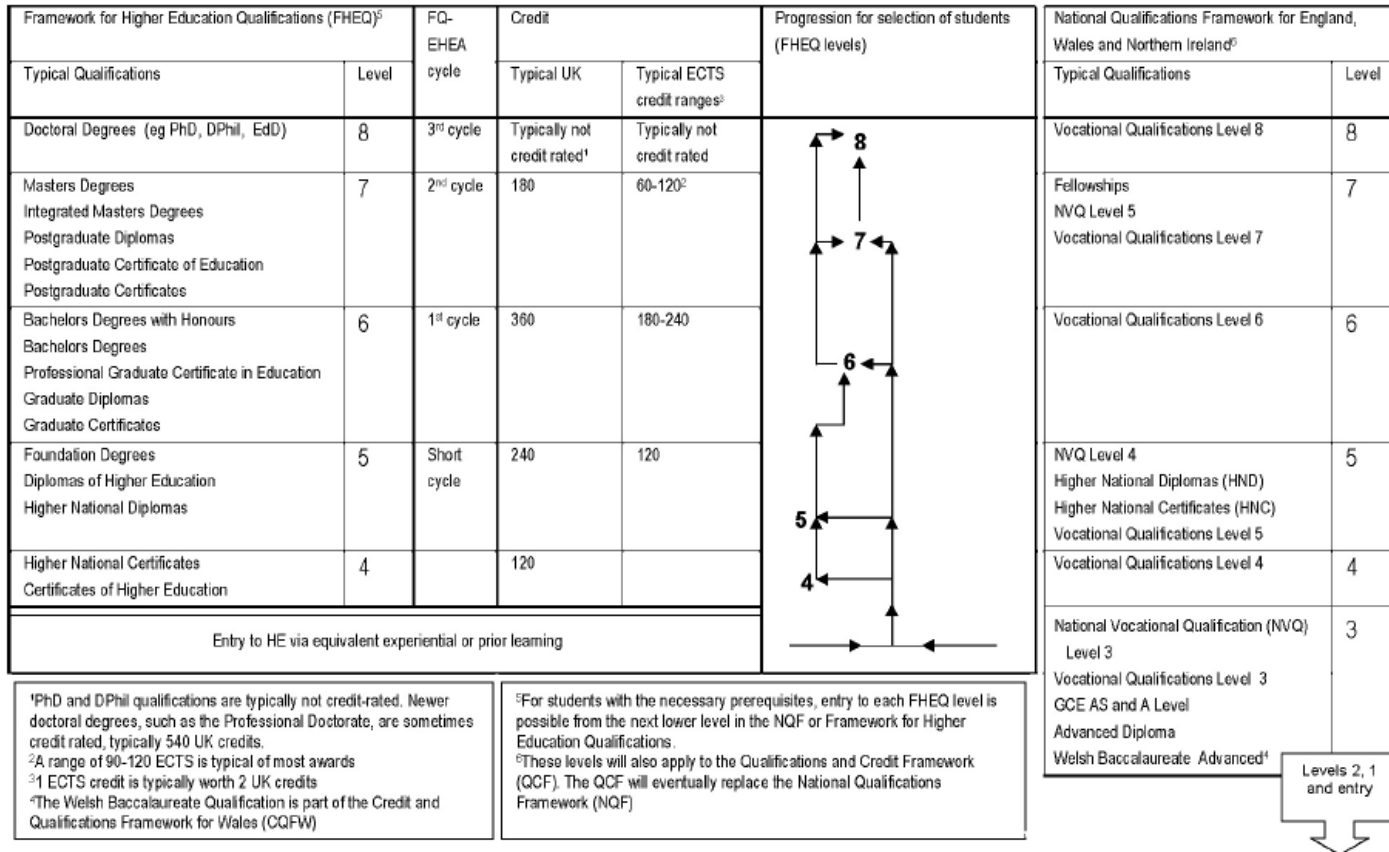 Framework for Higher Education Qualifications (FHEQ)⁵
FQ-
EHEA
cycle
Credit
Progression for selection of students
(FHEQ levels)
National Qualifications Framework for England,
Wales and Northern Ireland⁶
Typical Qualifications
Level
Typical UK
Typical ECTS
credit ranges³
Typical Qualifications
Level
Doctoral Degrees (eg PhD, DPhil, EdD)
8
3rd cycle
Typically not
credit rated¹
Typically not
credit rated
8
Vocational Qualifications Level 8
8
Masters Degrees
Integrated Masters Degrees
Postgraduate Diplomas
Postgraduate Certificate of Education
Postgraduate Certificates
7
2nd cycle
180
60-120²
7
Fellowships
NVQ Level 5
Vocational Qualifications Level 7
7
Bachelors Degrees with Honours
Bachelors Degrees
Professional Graduate Certificate in Education
Graduate Diplomas
Graduate Certificates
6
1st cycle
360
180-240
6
Vocational Qualifications Level 6
6
Foundation Degrees
Diplomas of Higher Education
Higher National Diplomas
5
Short
cycle
240
120
5
NVQ Level 4
Higher National Diplomas (HND)
Higher National Certificates (HNC)
Vocational Qualifications Level 5
5
Higher National Certificates
Certificates of Higher Education
4
120
4
Vocational Qualifications Level 4
4
Entry to HE via equivalent experiential or prior learning
National Vocational Qualification (NVQ)
Level 3
Vocational Qualifications Level 3
GCE AS and A Level
Advanced Diploma
Welsh Baccalaureate Advanced⁴
3
¹PhD and DPhil qualifications are typically not credit-rated. Newer
doctoral degrees, such as the Professional Doctorate, are sometimes
credit rated, typically 540 UK credits.
²A range of 90-120 ECTS is typical of most awards
³1 ECTS credit is typically worth 2 UK credits
⁴The Welsh Baccalaureate Qualification is part of the Credit and
Qualifications Framework for Wales (CQFW)
⁵For students with the necessary prerequisites, entry to each FHEQ level is
possible from the next lower level in the NQF or Framework for Higher
Education Qualifications.
⁶These levels will also apply to the Qualifications and Credit Framework
(QCF). The QCF will eventually replace the National Qualifications
Framework (NQF)
Levels 2, 1
and entry